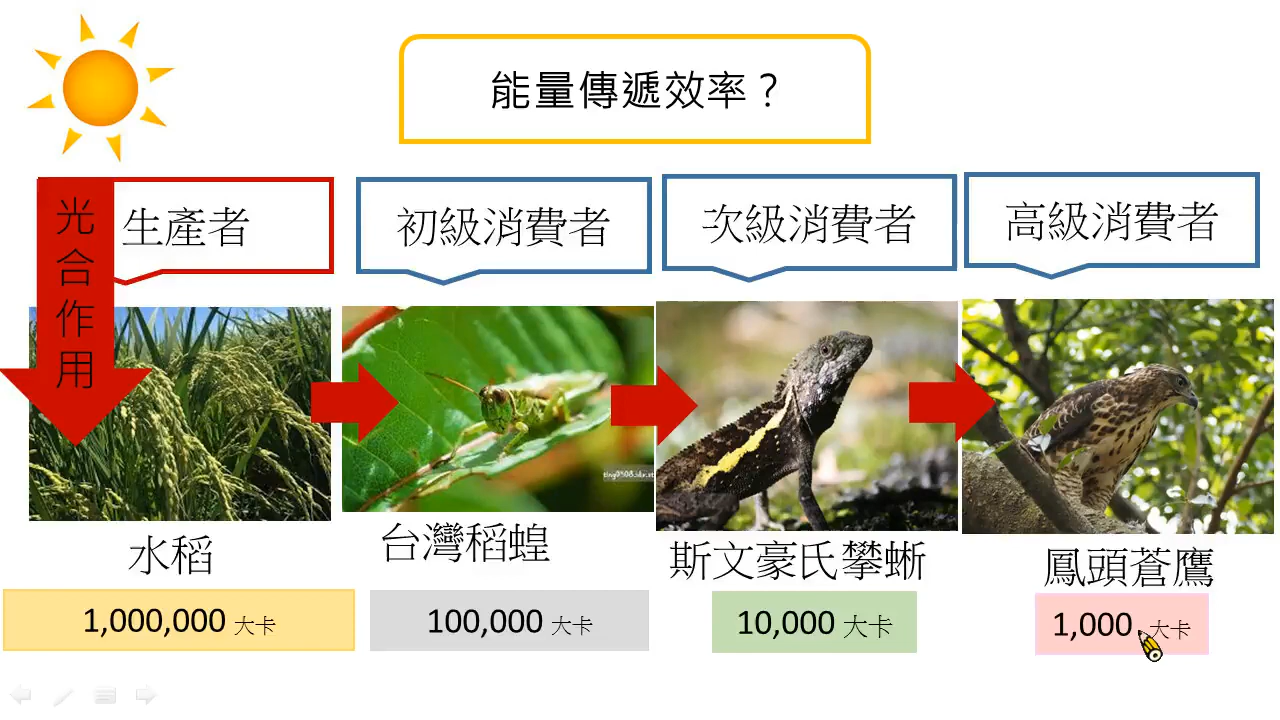 能量傳遞效率？
光合作用
生產者
初級消費者
次級消費者
高級消費者
水稻
台灣稻蝗
斯文豪氏攀蜥
鳳頭蒼鷹
1,000,000 大卡
100,000 大卡
10,000 大卡
1,000 大卡